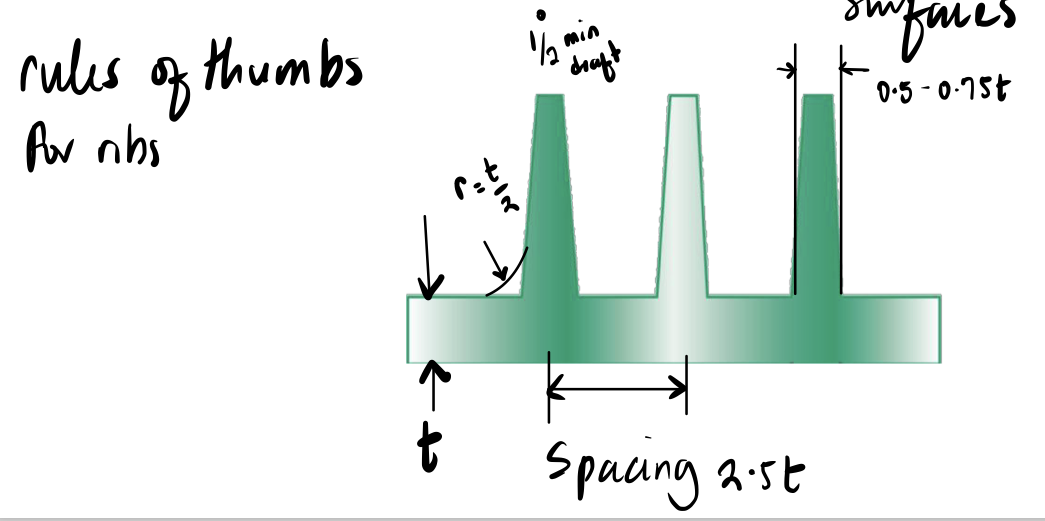 surfaces
rules of thumbs
for ribs
1/2° min
draft
0.5 - 0.75t
r = t/2
t
Spacing 2.5t